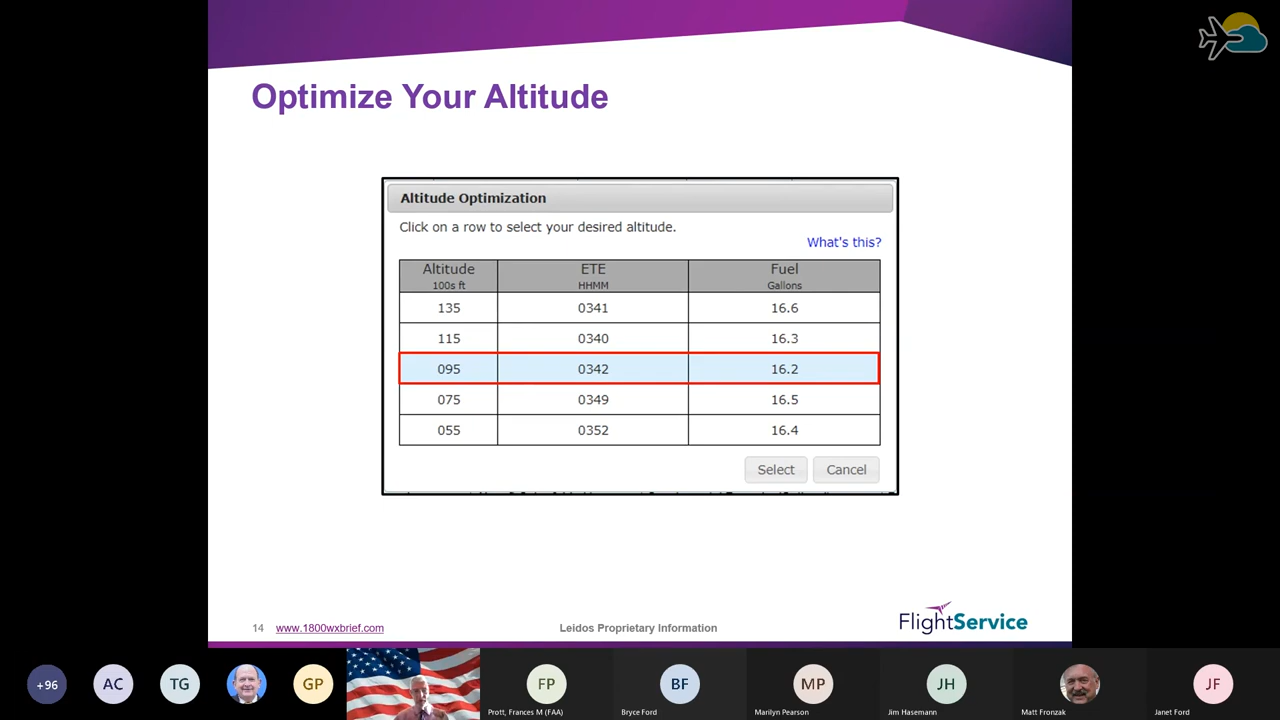 Optimize Your Altitude
Altitude Optimization
Click on a row to select your desired altitude.
What's this?
Altitude ETE Fuel
100s ft HHMM Gallons
135 0341 16.6
115 0340 16.3
095 0342 16.2
075 0349 16.5
055 0352 16.4
Select Cancel
14 www.1800wxbrief.com Leidos Proprietary Information FlightService
+96 AC TG GP FP BF MP JH JF
Prott, Frances M (FAA) Bryce Ford Marilyn Pearson Jim Hasemann Matt Fronzak Janet Ford